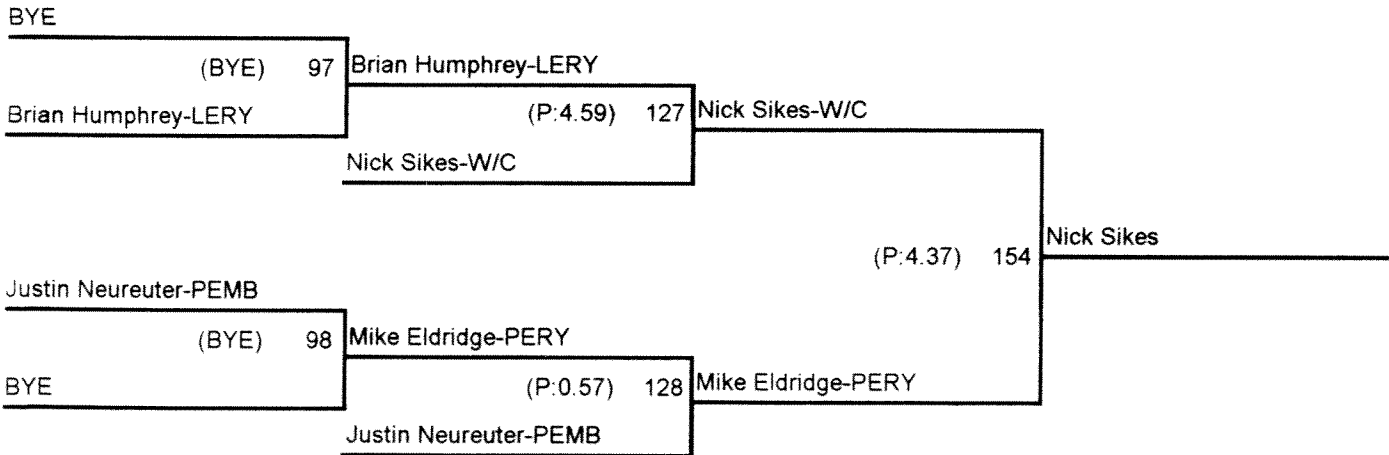 BYE
(BYE) 97
Brian Humphrey-LERY
Brian Humphrey-LERY
(P:4.59) 127
Nick Sikes-W/C
Nick Sikes-W/C
(P:4.37) 154
Nick Sikes
Justin Neureuter-PEMB
(BYE) 98
BYE
Mike Eldridge-PERY
(P:0.57) 128
Justin Neureuter-PEMB
Mike Eldridge-PERY